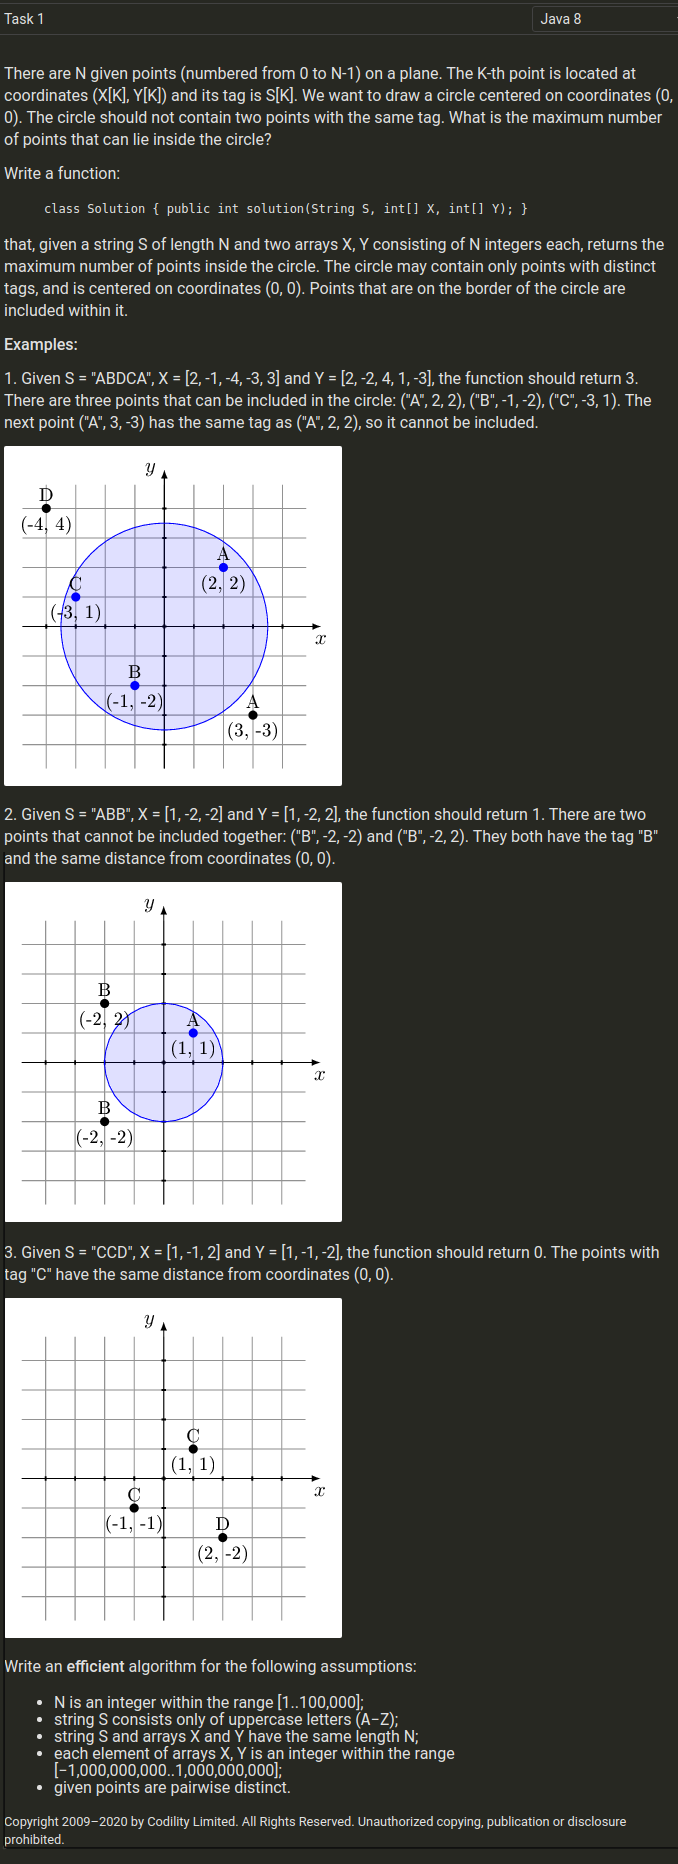 Task 1
Java 8
There are N given points (numbered from 0 to N-1) on a plane. The K-th point is located at
coordinates (X[K], Y[K]) and its tag is S[K]. We want to draw a circle centered on coordinates (0,
0). The circle should not contain two points with the same tag. What is the maximum number
of points that can lie inside the circle?
Write a function:
class Solution { public int solution(String S, int[] X, int[] Y); }
that, given a string S of length N and two arrays X, Y consisting of N integers each, returns the
maximum number of points inside the circle. The circle may contain only points with distinct
tags, and is centered on coordinates (0, 0). Points that are on the border of the circle are
included within it.
Examples:
1. Given S = "ABDCA", X = [2, -1, -4, -3, 3] and Y = [2, -2, 4, 1, -3], the function should return 3.
There are three points that can be included in the circle: ("A", 2, 2), ("B", -1, -2), ("C", -3, 1). The
next point ("A", 3, -3) has the same tag as ("A", 2, 2), so it cannot be included.
y
D
(-4, 4)
A
C
(2, 2)
(-3, 1)
x
B
(-1, -2)
A
(3, -3)
2. Given S = "ABB", X = [1, -2, -2] and Y = [1, -2, 2], the function should return 1. There are two
points that cannot be included together: ("B", -2, -2) and ("B", -2, 2). They both have the tag "B"
and the same distance from coordinates (0, 0).
y
B
(-2, 2)
A
(1, 1)
x
B
(-2, -2)
3. Given S = "CCD", X = [1, -1, 2] and Y = [1, -1, -2], the function should return 0. The points with
tag "C" have the same distance from coordinates (0, 0).
y
C
(1, 1)
x
C
(-1, -1)
D
(2, -2)
Write an efficient algorithm for the following assumptions:
• N is an integer within the range [1..100,000];
• string S consists only of uppercase letters (A−Z);
• string S and arrays X and Y have the same length N;
• each element of arrays X, Y is an integer within the range
[−1,000,000,000..1,000,000,000];
• given points are pairwise distinct.
Copyright 2009–2020 by Codility Limited. All Rights Reserved. Unauthorized copying, publication or disclosure
prohibited.